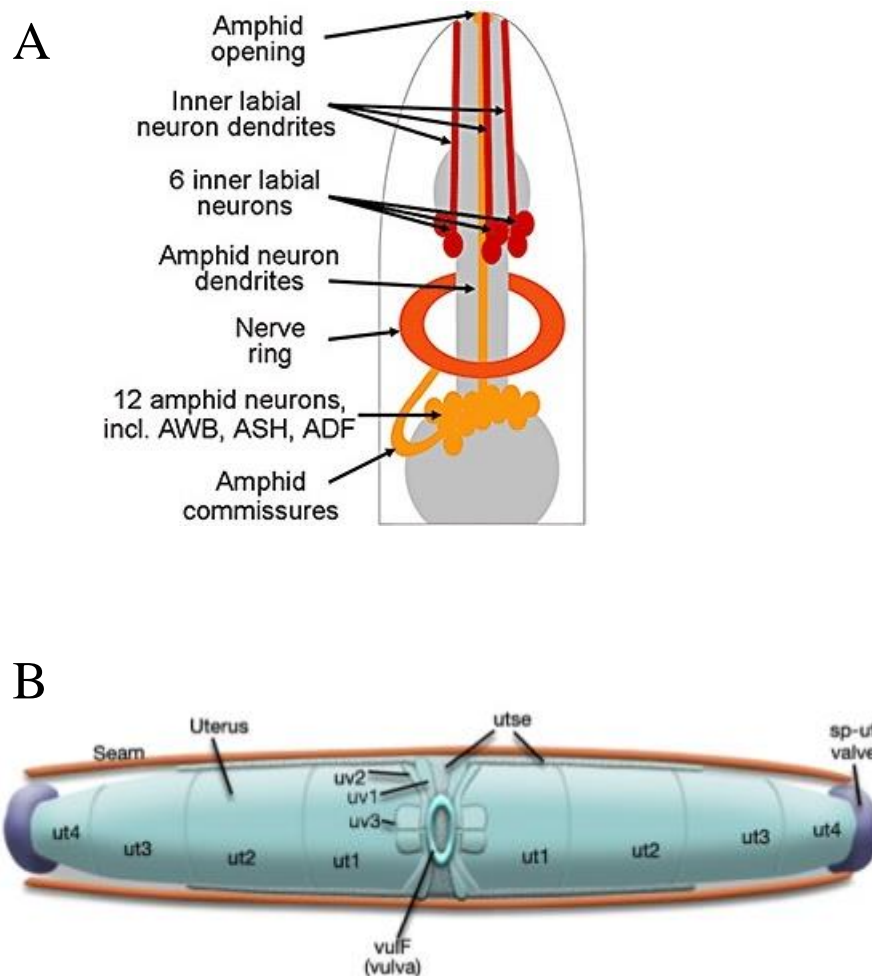 A
Amphid
opening
Inner labial
neuron dendrites
6 inner labial
neurons
Amphid neuron
dendrites
Nerve
ring
12 amphid neurons,
incl. AWB, ASH, ADF
Amphid
commissures
B
Uterus
utse
sp-ut
valve
Seam
uv2
uv1
uv3
ut4
ut3
ut2
ut1
ut1
ut2
ut3
ut4
vulF
(vulva)